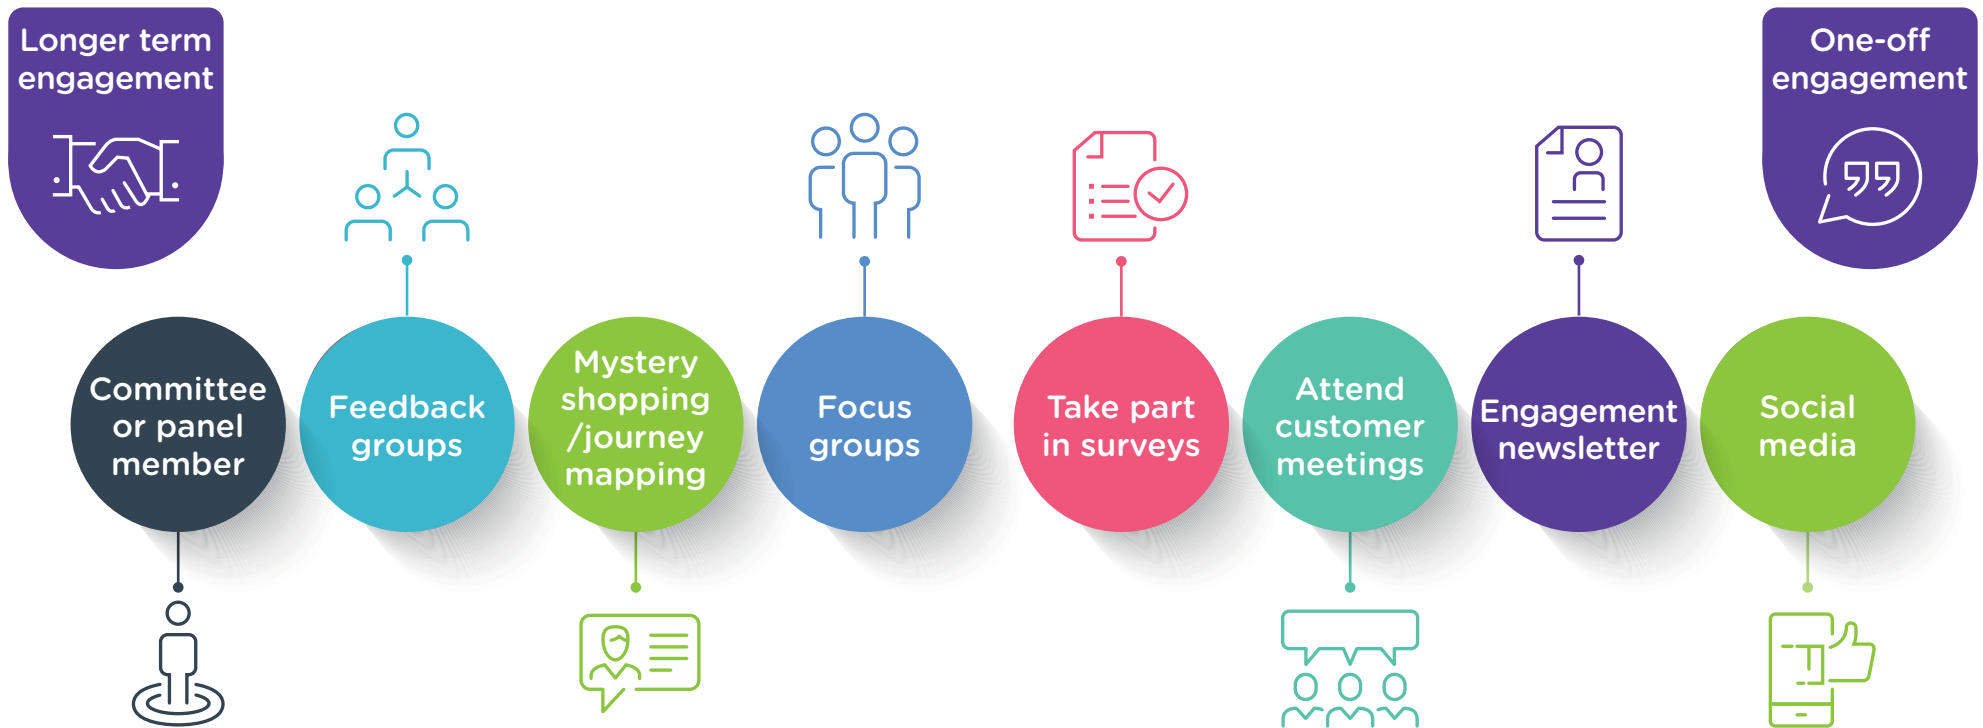 Longer term
engagement
One-off
engagement
Committee
or panel
member
Feedback
groups
Mystery
shopping
/journey
mapping
Focus
groups
Take part
in surveys
Attend
customer
meetings
Engagement
newsletter
Social
media